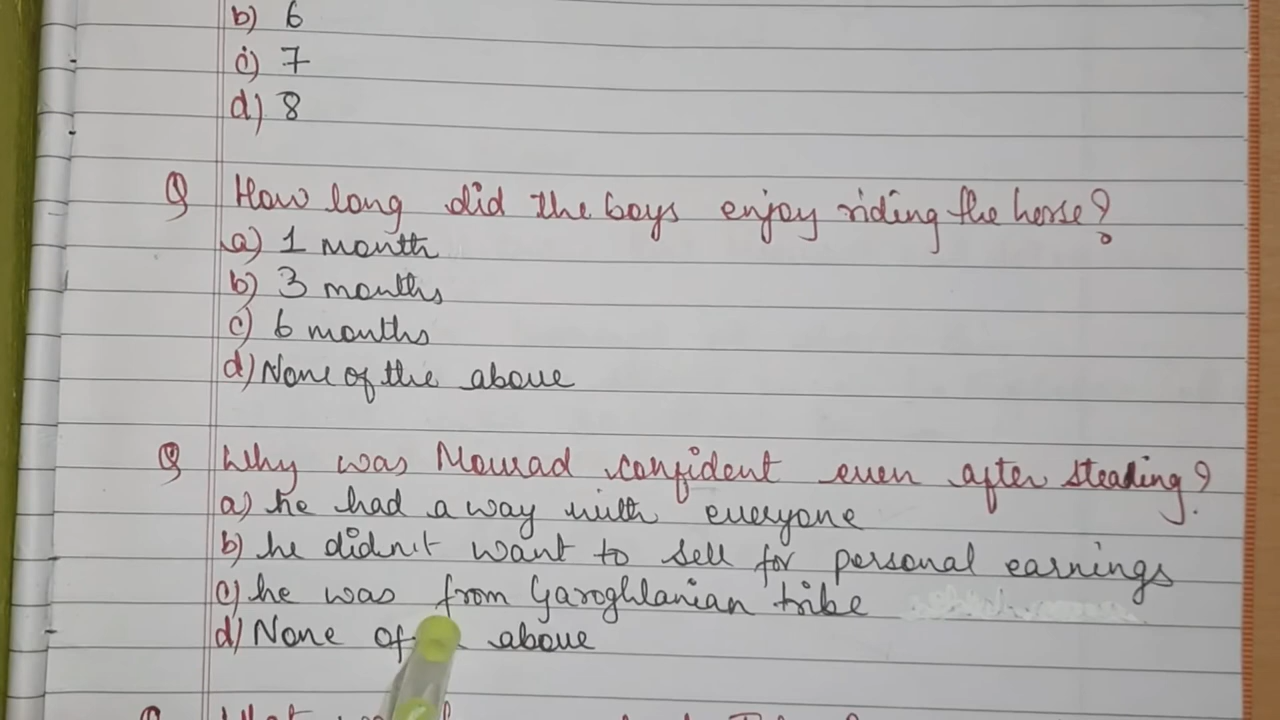 b) 6
c) 7
d) 8
Q How long did the boys enjoy riding the horse?
a) 1 month
b) 3 months
c) 6 months
d) None of the above
Q Why was Mourad confident even after steading?
a) he had a way with everyone
b) he didn't want to sell for personal earnings
c) he was from Garoghlanian tribe
d) None of above